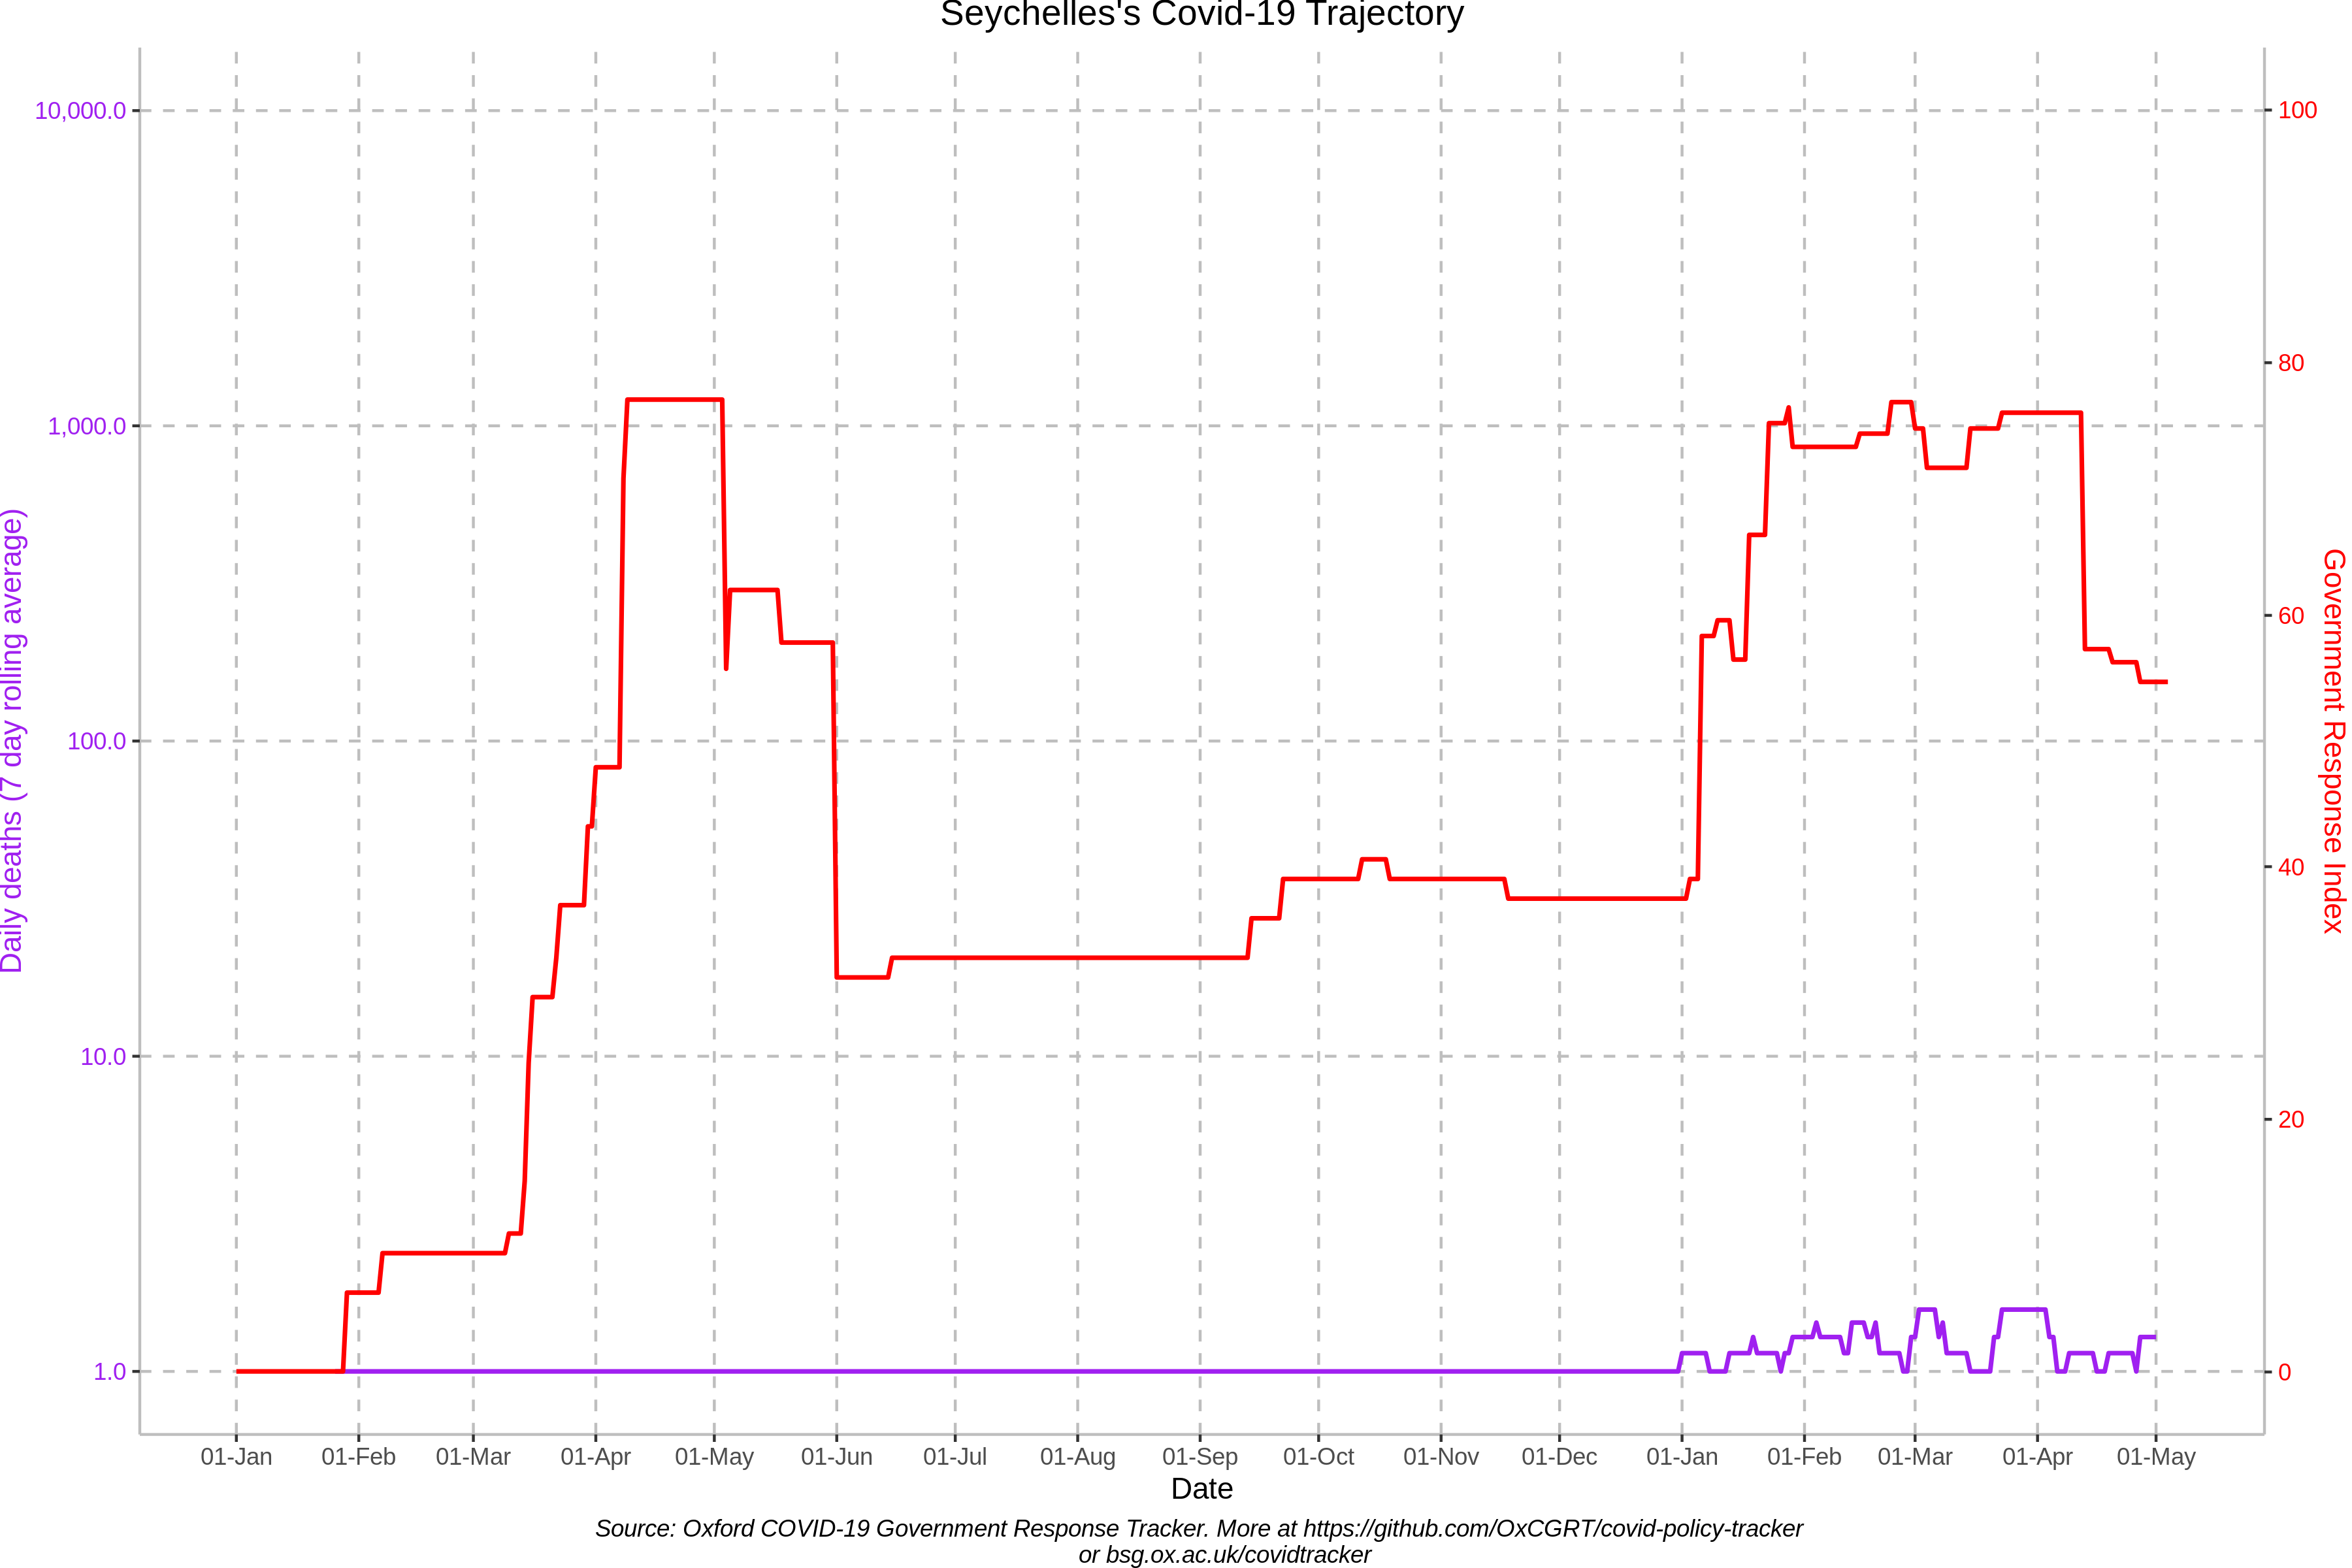 Seychelles's Covid-19 Trajectory
10,000.0
1,000.0
100.0
10.0
1.0
Daily deaths (7 day rolling average)
100
80
60
40
20
0
Government Response Index
01-Jan 01-Feb 01-Mar 01-Apr 01-May 01-Jun 01-Jul 01-Aug 01-Sep 01-Oct 01-Nov 01-Dec 01-Jan 01-Feb 01-Mar 01-Apr 01-May
Date
Source: Oxford COVID-19 Government Response Tracker. More at https://github.com/OxCGRT/covid-policy-tracker
or bsg.ox.ac.uk/covidtracker